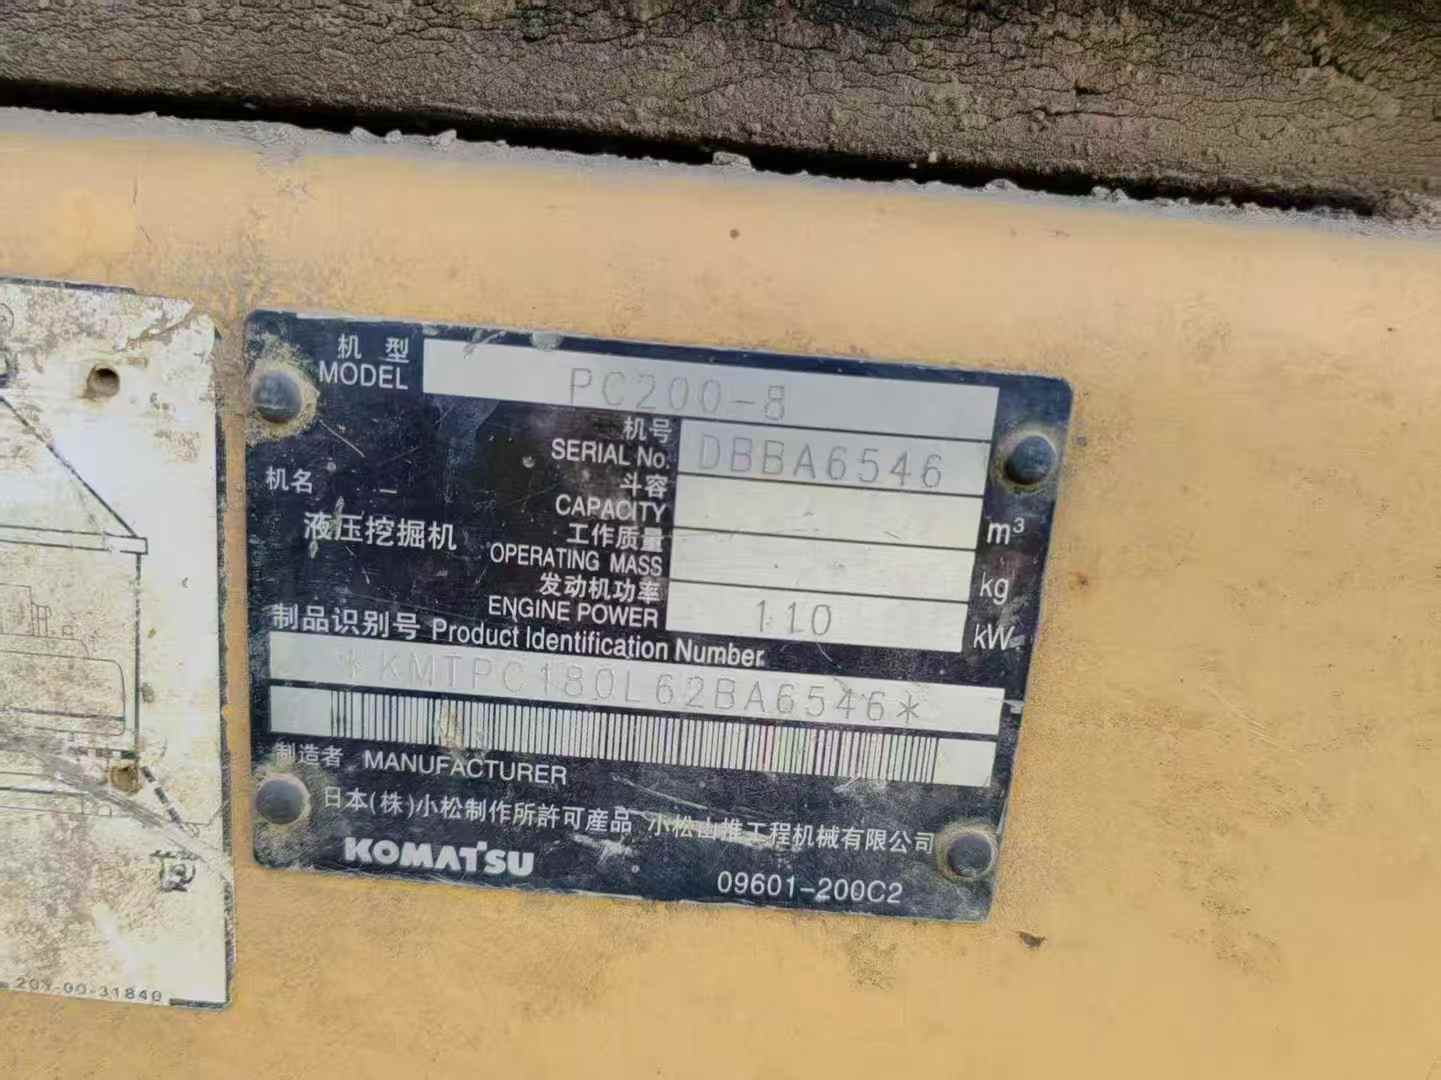 机型
MODEL
PC200-8
机号
SERIAL No.
DBBA6546
机名
液压挖掘机
斗容
CAPACITY
m³
工作质量
OPERATING MASS
kg
发动机功率
ENGINE POWER
110
kW
制品识别号 Product Identification Number
*KMTPC180L62BA6546*
制造者 MANUFACTURER
日本(株)小松制作所許可産品 小松山推工程机械有限公司
KOMATSU
09601-200C2